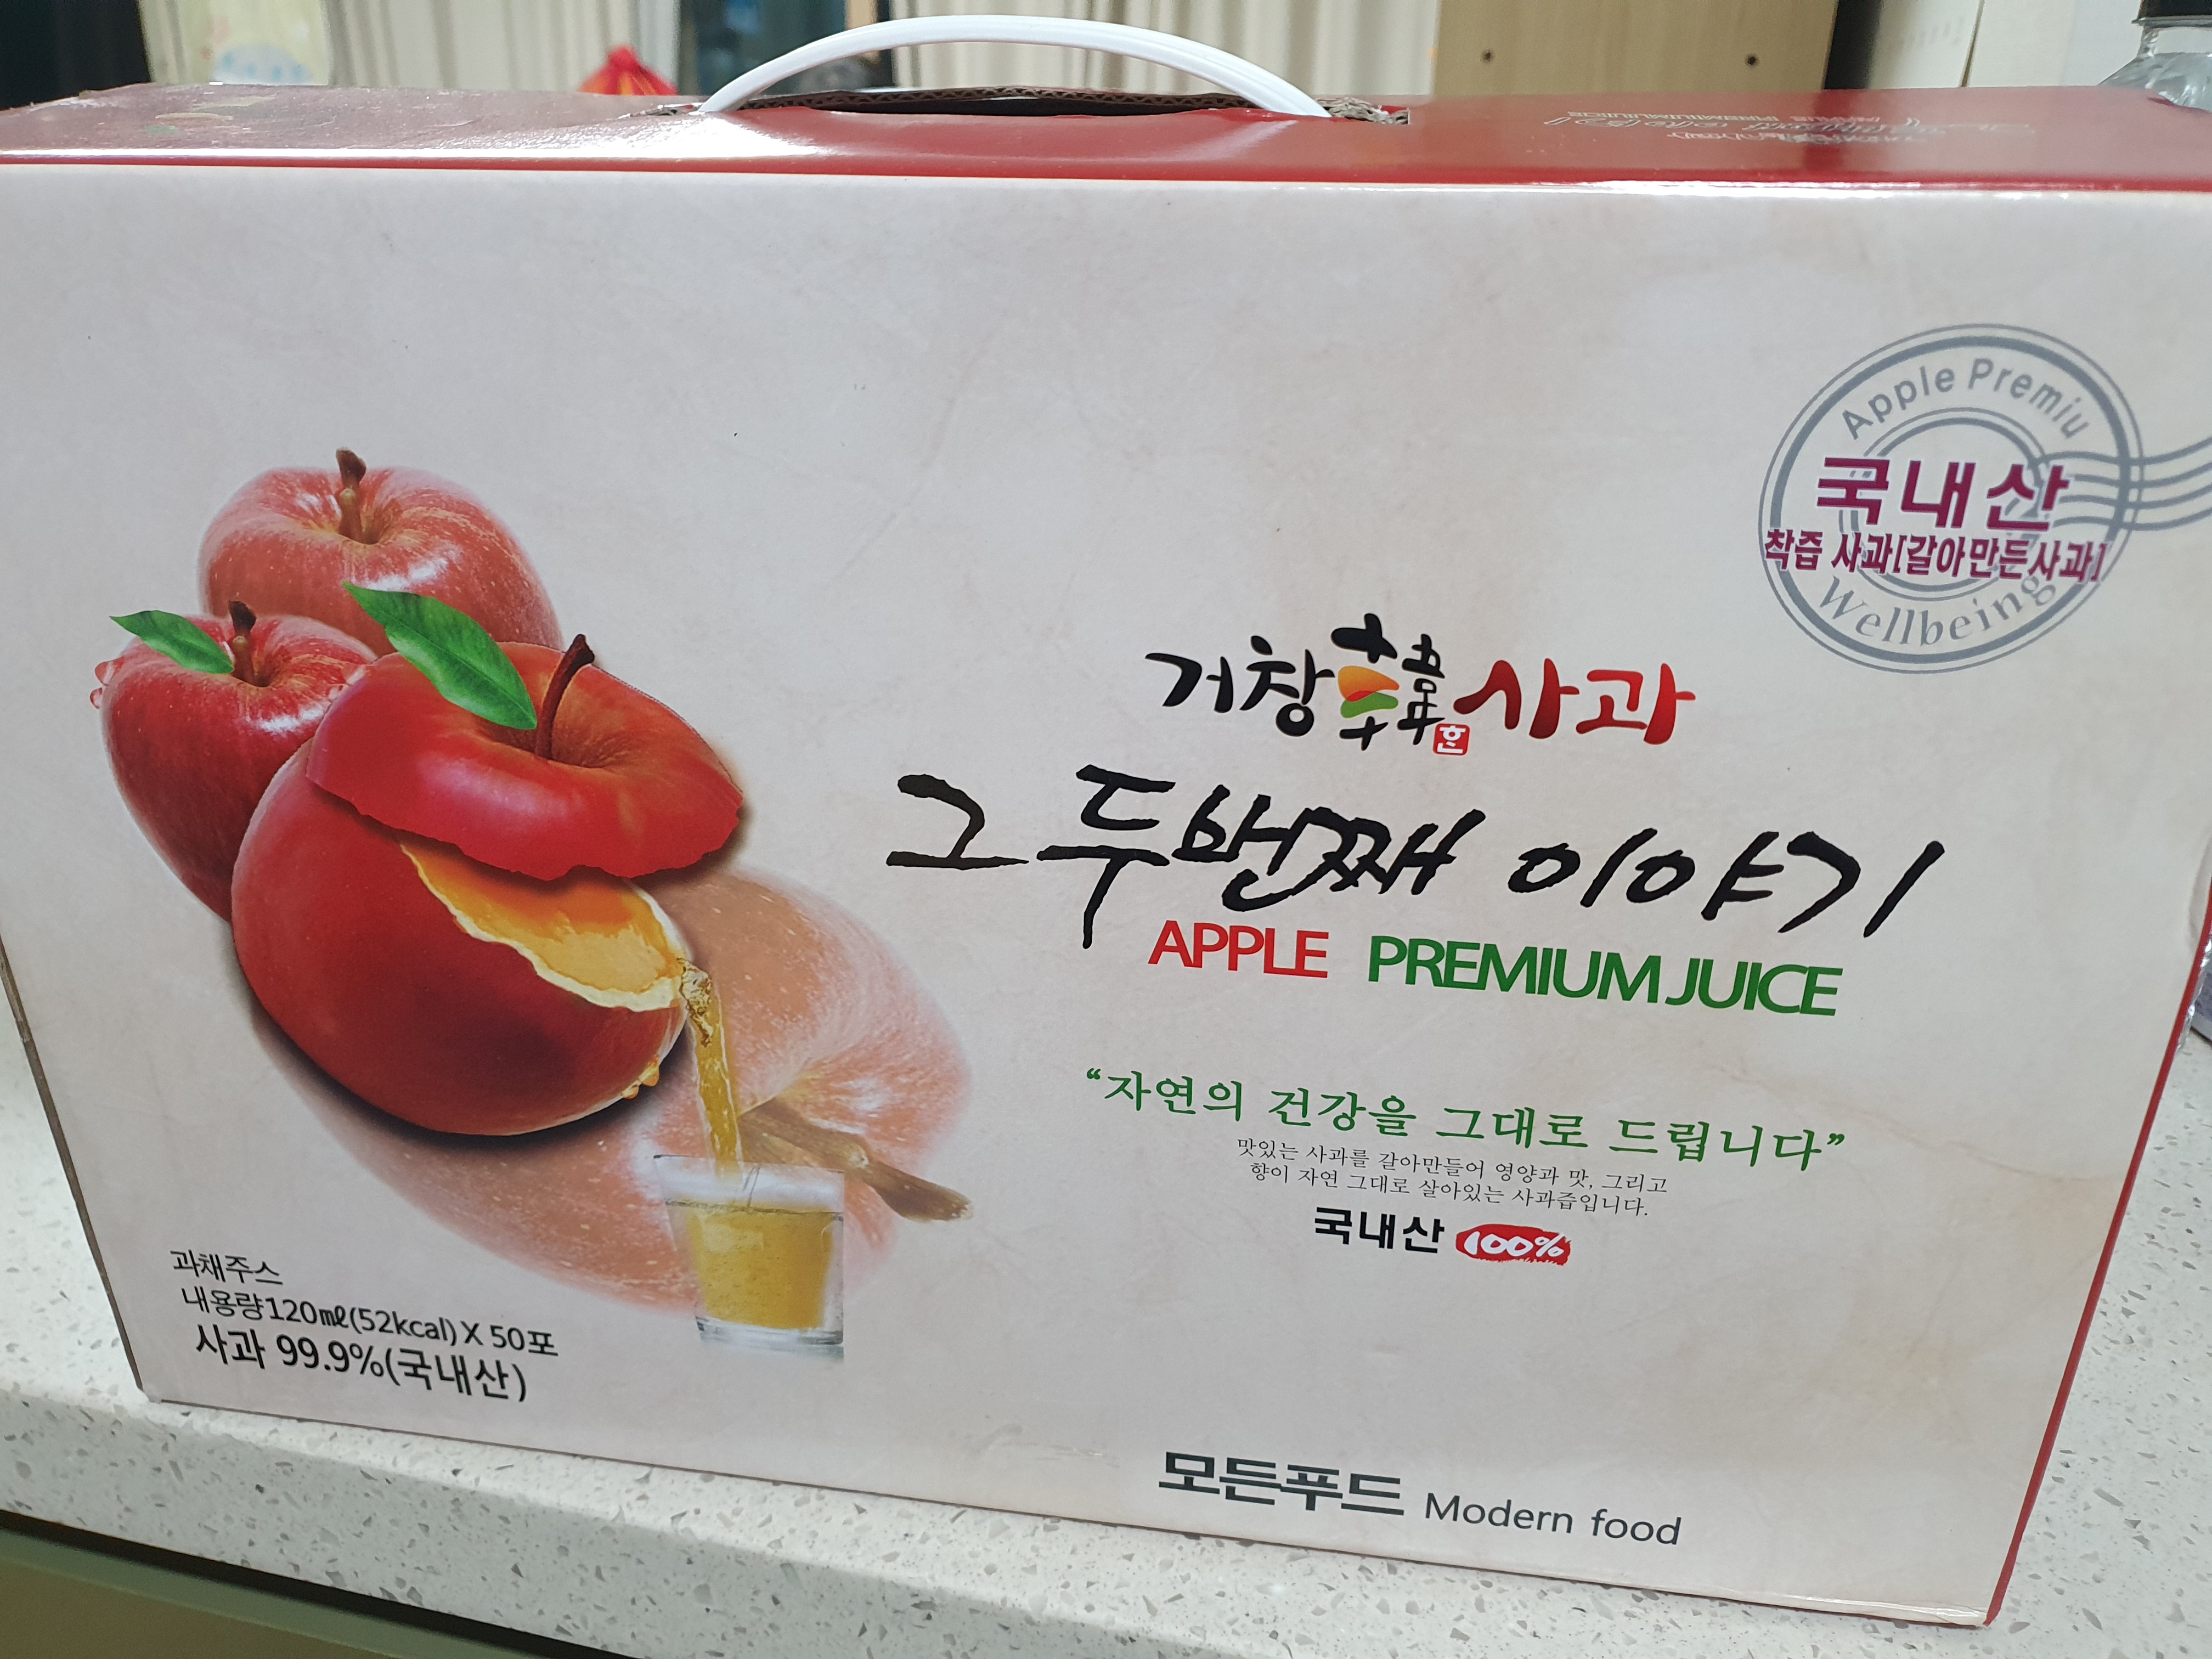 Apple Premiu
국내산
착즙 사과[갈아만든사과]
Wellbeing
거창韓사과
한
그 두번째 이야기
APPLE PREMIUM JUICE
“자연의 건강을 그대로 드립니다”
맛있는 사과를 갈아만들어 영양과 맛, 그리고
향이 자연 그대로 살아있는 사과즙입니다.
국내산 100%
과채주스
내용량120㎖(52kcal) X 50포
사과 99.9%(국내산)
모든푸드 Modern food